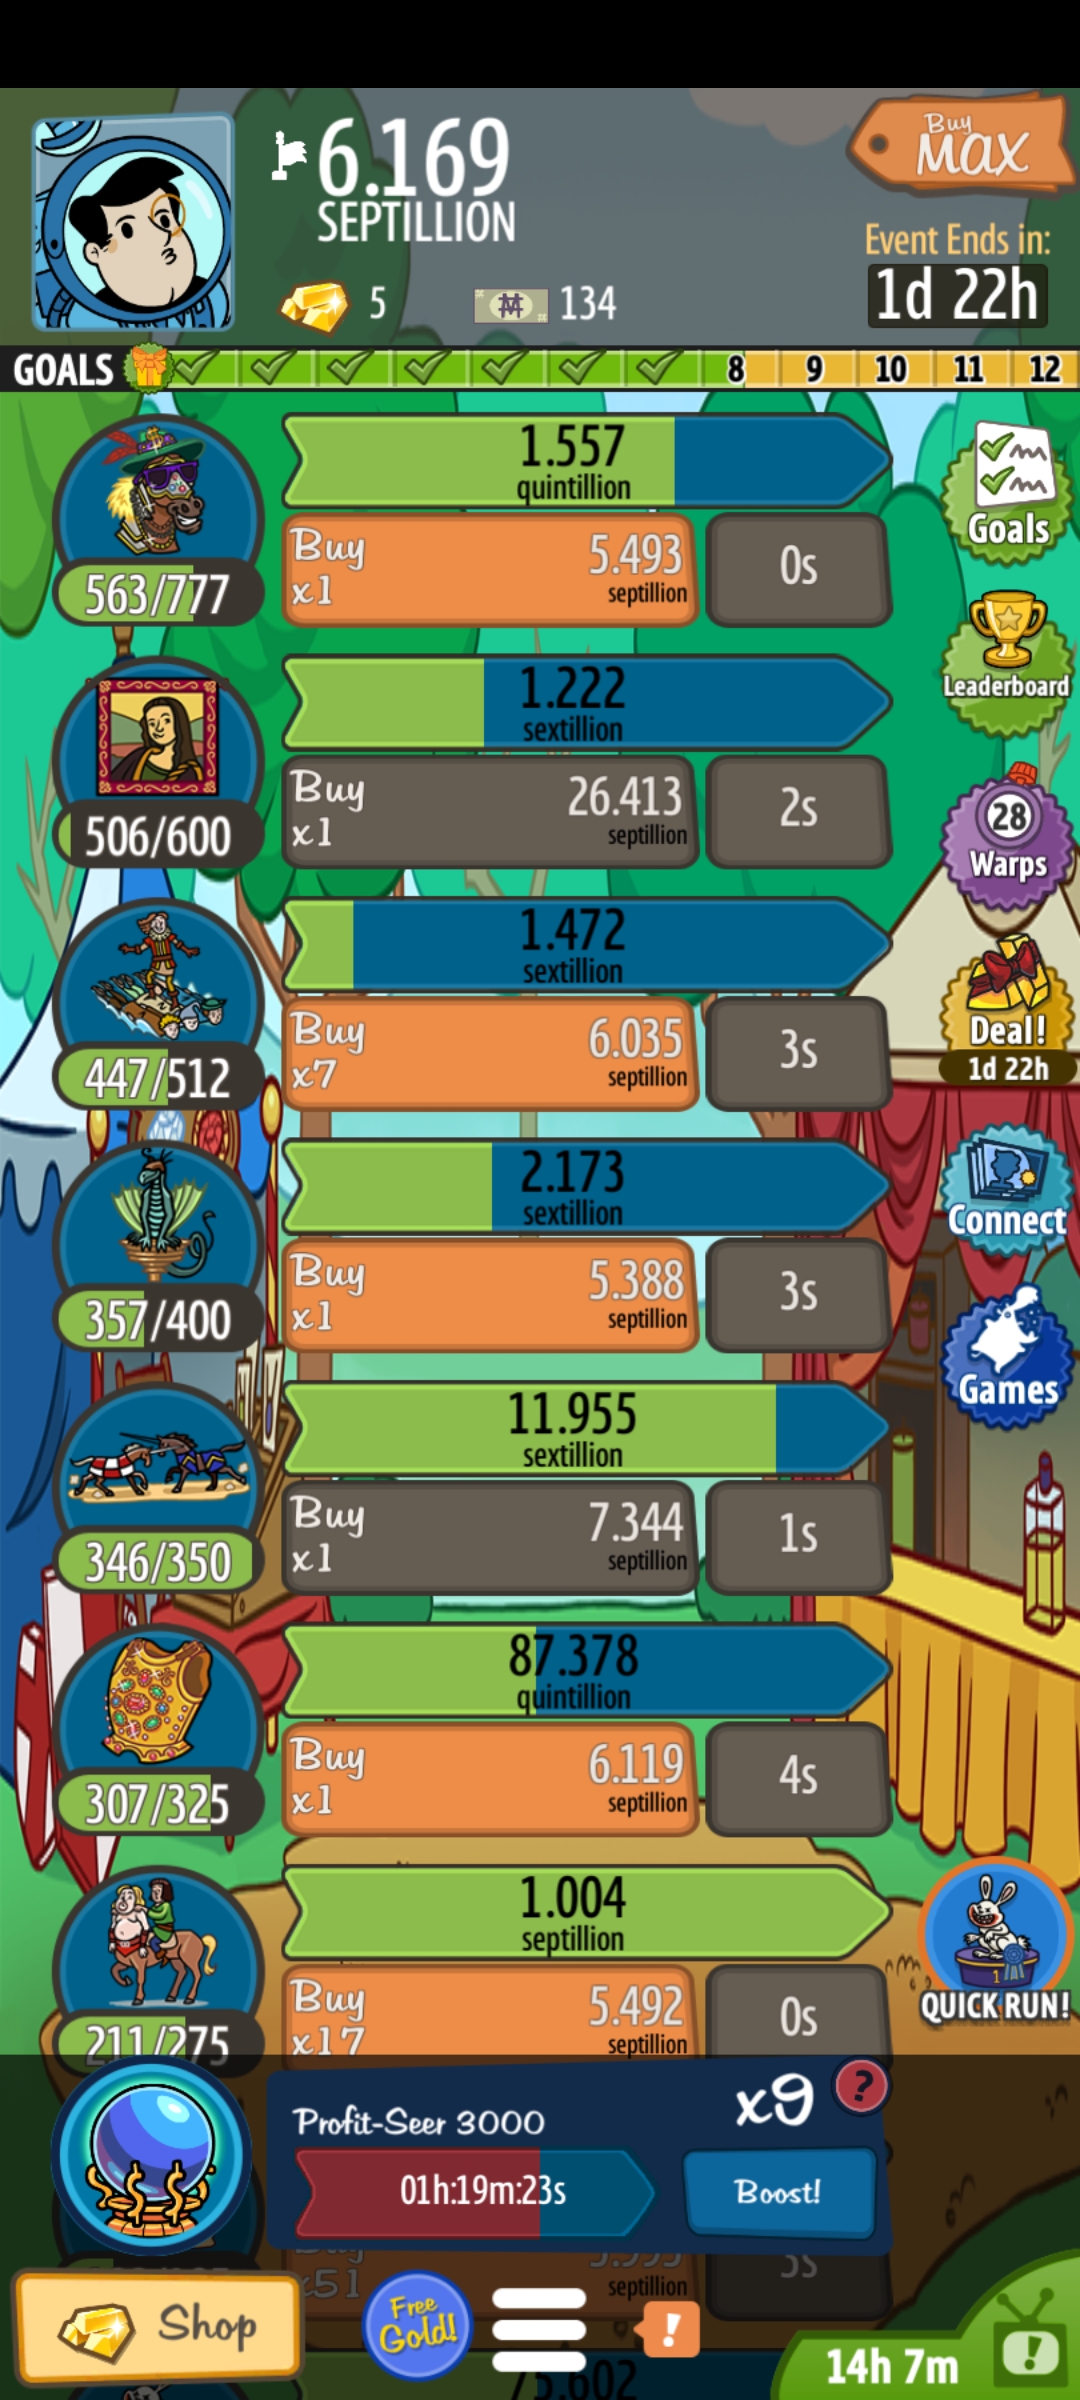 6.169
SEPTILLION
Buy
MAX
5
134
Event Ends in:
1d 22h
GOALS
8 9 10 11 12
1.557
quintillion
Buy
x1
5.493
septillion
0s
563/777
Goals
1.222
sextillion
Buy
x1
26.413
septillion
2s
506/600
Leaderboard
28
Warps
1.472
sextillion
Buy
x7
6.035
septillion
3s
447/512
Deal!
1d 22h
2.173
sextillion
Buy
x1
5.388
septillion
3s
357/400
Connect
Games
11.955
sextillion
Buy
x1
7.344
septillion
1s
346/350
87.378
quintillion
Buy
x1
6.119
septillion
4s
307/325
1.004
septillion
Buy
x17
5.492
septillion
0s
211/275
1
QUICK RUN!
Profit-Seer 3000
x9
?
01h:19m:23s
Boost!
x51
septillion
Shop
Free
Gold!
!
14h 7m
!